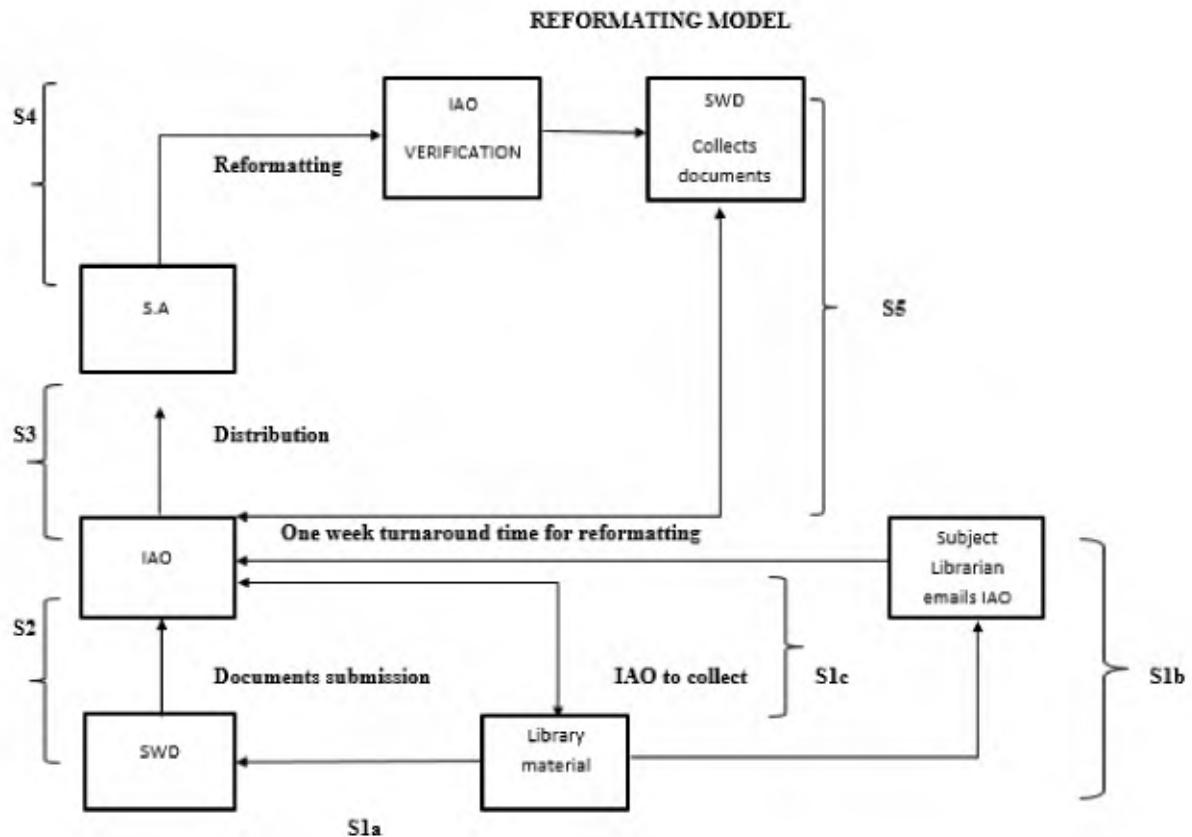 REFORMATING MODEL
S4
IAO
VERIFICATION
SWD
Collects
documents
Reformatting
S.A
S5
S3
Distribution
One week turnaround time for reformatting
IAO
Subject
Librarian
emails IAO
S2
Documents submission
IAO to collect
S1c
S1b
SWD
Library
material
S1a